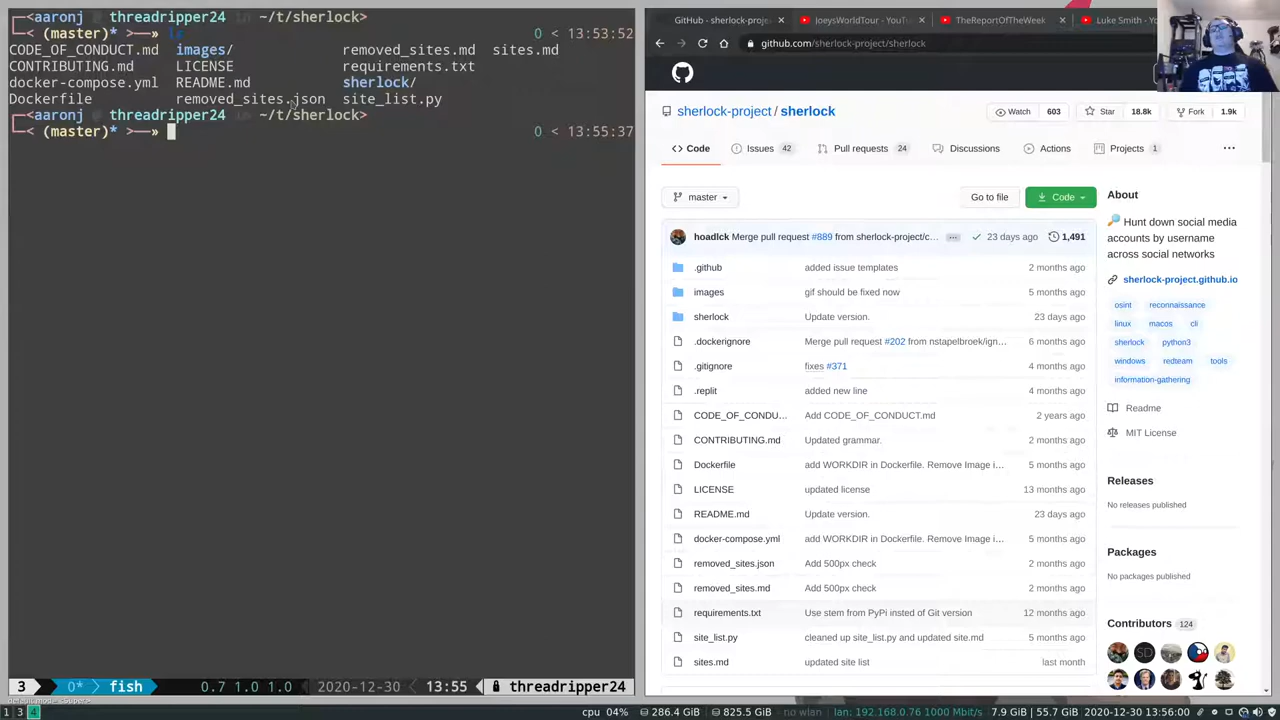 ┌─<aaronj @ threadripper24 in ~/t/sherlock>
└─< (master)* >──» ls 0 < 13:53:52
CODE_OF_CONDUCT.md images/ removed_sites.md sites.md
CONTRIBUTING.md LICENSE requirements.txt
docker-compose.yml README.md sherlock/
Dockerfile removed_sites.json site_list.py
┌─<aaronj @ threadripper24 in ~/t/sherlock>
└─< (master)* >──» 0 < 13:55:37
3 0* fish 0.7 1.0 1.0 2020-12-30 13:55 threadripper24
GitHub - sherlock-proje JoeysWorldTour - YouTu TheReportOfTheWeek Luke Smith - You
github.com/sherlock-project/sherlock
sherlock-project / sherlock
Watch 603 Star 18.8k Fork 1.9k
Code Issues 42 Pull requests 24 Discussions Actions Projects 1 ...
master Go to file Code
hoadlck Merge pull request #889 from sherlock-project/c... ... 23 days ago 1,491
.github added issue templates 2 months ago
images gif should be fixed now 5 months ago
sherlock Update version. 23 days ago
.dockerignore Merge pull request #202 from nstapelbroek/ign... 6 months ago
.gitignore fixes #371 4 months ago
.replit added new line 4 months ago
CODE_OF_CONDU... Add CODE_OF_CONDUCT.md 2 years ago
CONTRIBUTING.md Updated grammar. 2 months ago
Dockerfile add WORKDIR in Dockerfile. Remove Image i... 5 months ago
LICENSE updated license 13 months ago
README.md Update version. 23 days ago
docker-compose.yml add WORKDIR in Dockerfile. Remove Image i... 5 months ago
removed_sites.json Add 500px check 2 months ago
removed_sites.md Add 500px check 2 months ago
requirements.txt Use stem from PyPi insted of Git version 12 months ago
site_list.py cleaned up site_list.py and updated site.md 5 months ago
sites.md updated site list last month
About
Hunt down social media
accounts by username
across social networks
sherlock-project.github.io
osint reconnaissance
linux macos cli
sherlock python3
windows redteam tools
information-gathering
Readme
MIT License
Releases
No releases published
Packages
No packages published
Contributors 124
1 3 4 cpu 04% 286.4 GiB 825.5 GiB no wlan lan: 192.168.0.76 1000 Mbit/s 7.9 GiB | 55.7 GiB 2020-12-30 13:56:00